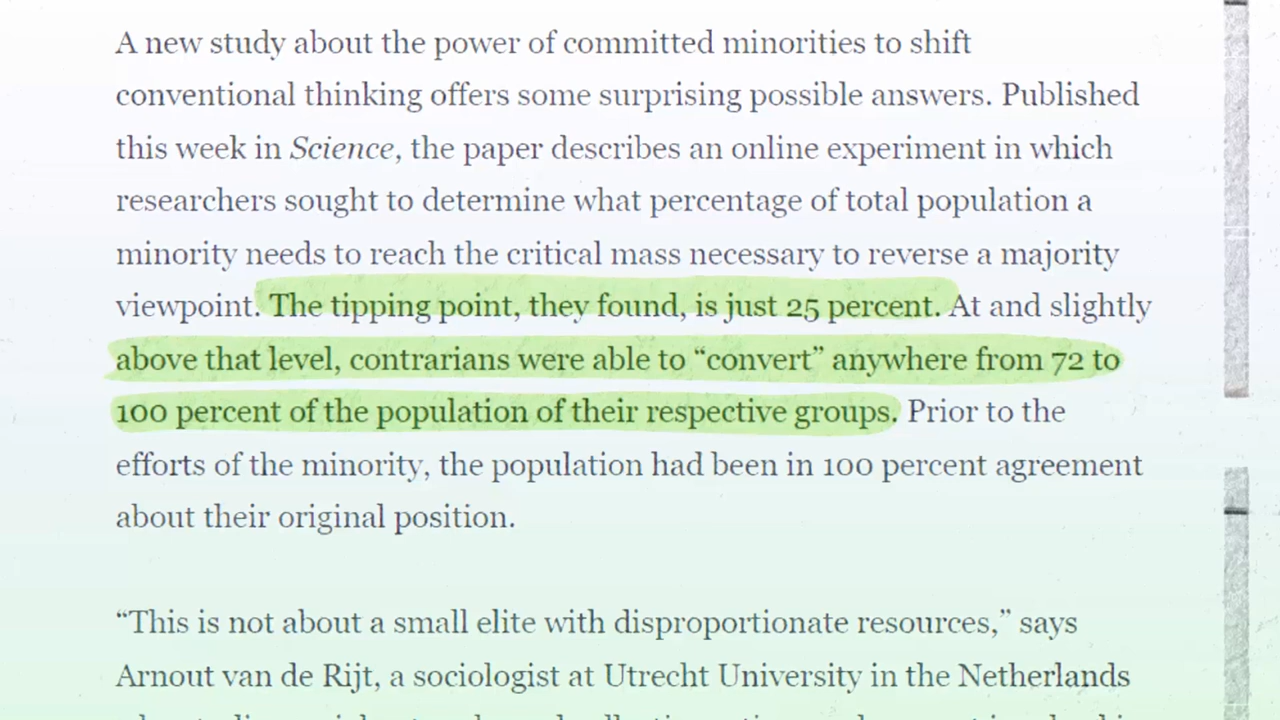 A new study about the power of committed minorities to shift
conventional thinking offers some surprising possible answers. Published
this week in Science, the paper describes an online experiment in which
researchers sought to determine what percentage of total population a
minority needs to reach the critical mass necessary to reverse a majority
viewpoint. The tipping point, they found, is just 25 percent. At and slightly
above that level, contrarians were able to “convert” anywhere from 72 to
100 percent of the population of their respective groups. Prior to the
efforts of the minority, the population had been in 100 percent agreement
about their original position.
“This is not about a small elite with disproportionate resources,” says
Arnout van de Rijt, a sociologist at Utrecht University in the Netherlands